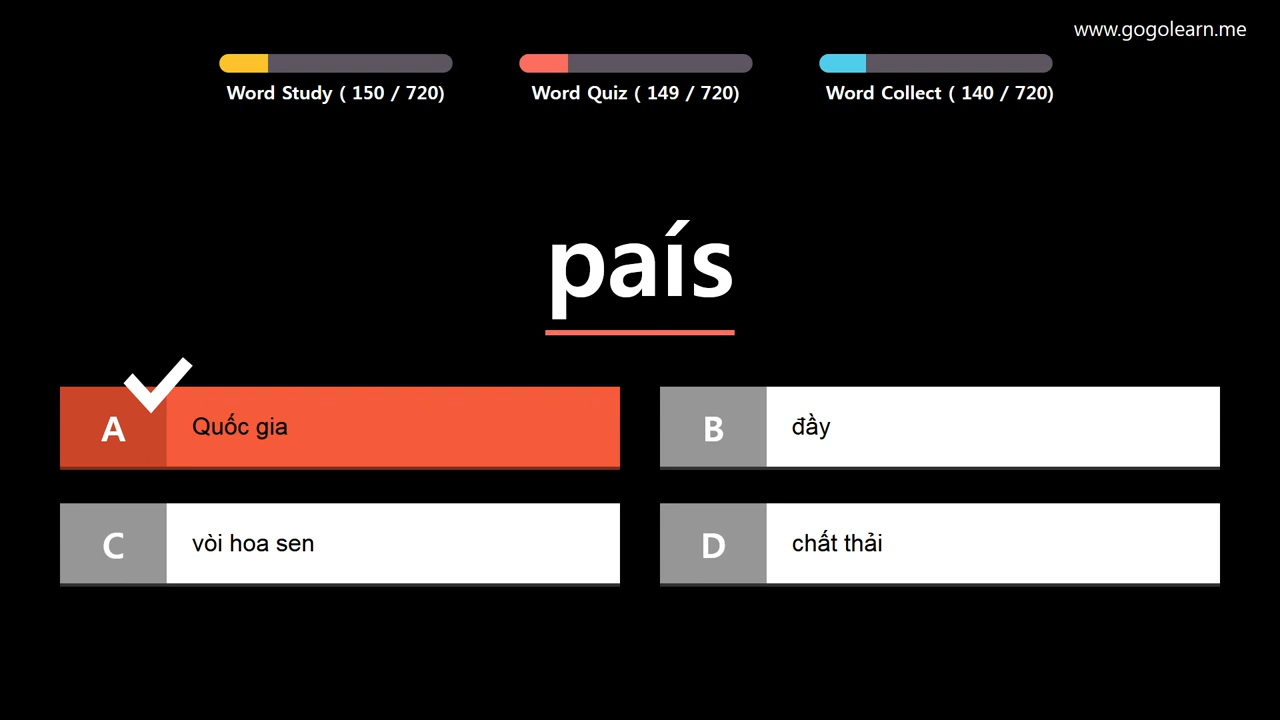 www.gogolearn.me
Word Study ( 150 / 720)
Word Quiz ( 149 / 720)
Word Collect ( 140 / 720)
país
A
Quốc gia
B
đầy
C
vòi hoa sen
D
chất thải